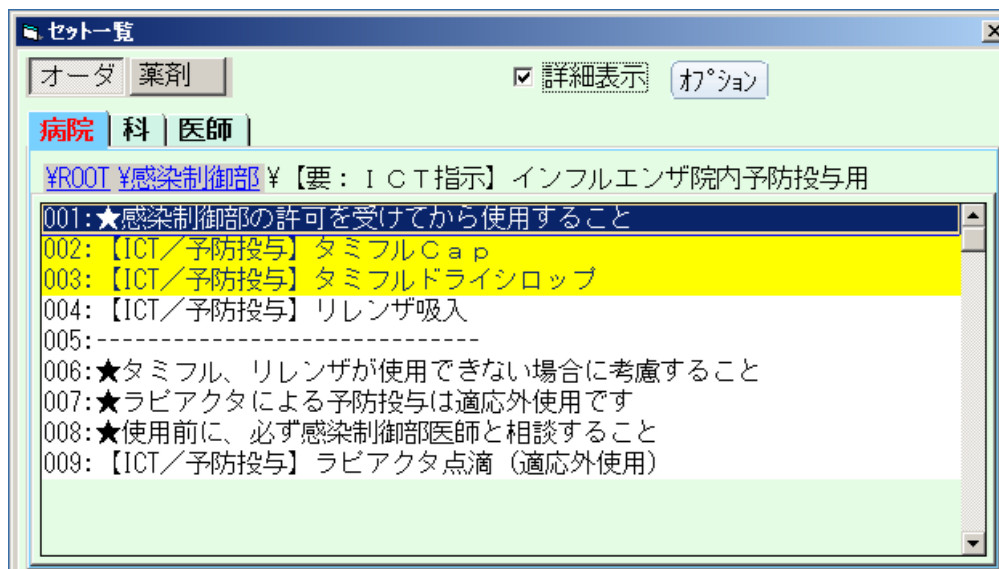 セット一覧
オーダ 薬剤 詳細表示 ｵﾌﾟｼｮﾝ
病院 科 医師
¥ROOT ¥感染制御部 ¥【要：ＩＣＴ指示】インフルエンザ院内予防投与用
001:★感染制御部の許可を受けてから使用すること
002:【ICT／予防投与】タミフルＣａｐ
003:【ICT／予防投与】タミフルドライシロップ
004:【ICT／予防投与】リレンザ吸入
005:------------------------------
006:★タミフル、リレンザが使用できない場合に考慮すること
007:★ラピアクタによる予防投与は適応外使用です
008:★使用前に、必ず感染制御部医師と相談すること
009:【ICT／予防投与】ラピアクタ点滴（適応外使用）